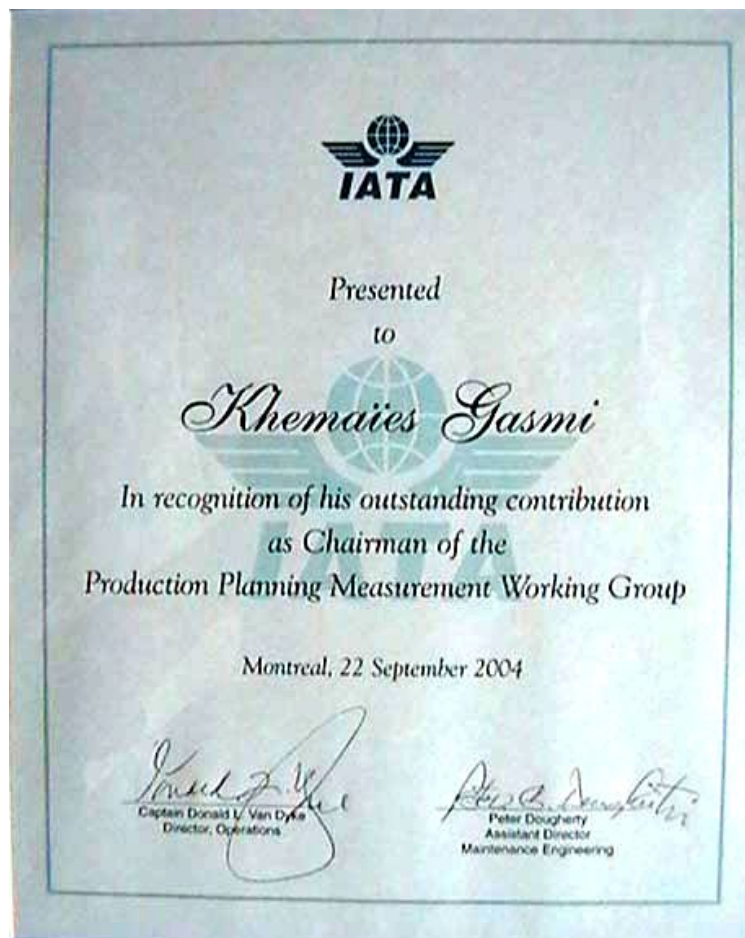 IATA
Presented
to
Khemaïes Gasmi
In recognition of his outstanding contribution
as Chairman of the
Production Planning Measurement Working Group
Montreal, 22 September 2004
Captain Donald L. Van Dyke
Director, Operations
Peter Dougherty
Assistant Director
Maintenance Engineering